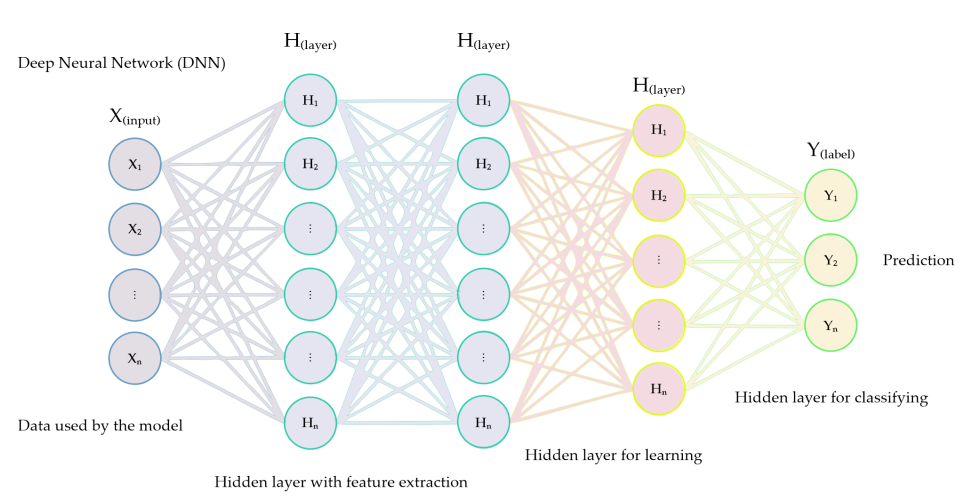 Deep Neural Network (DNN)
X(input)
X₁
X₂
⋮
Xₙ
Data used by the model
H(layer)
H₁
H₂
⋮
⋮
⋮
Hₙ
Hidden layer with feature extraction
H(layer)
H₁
H₂
⋮
⋮
⋮
Hₙ
Hidden layer for learning
H(layer)
H₁
H₂
⋮
⋮
Hₙ
Hidden layer for classifying
Y(label)
Y₁
Y₂
Yₙ
Prediction